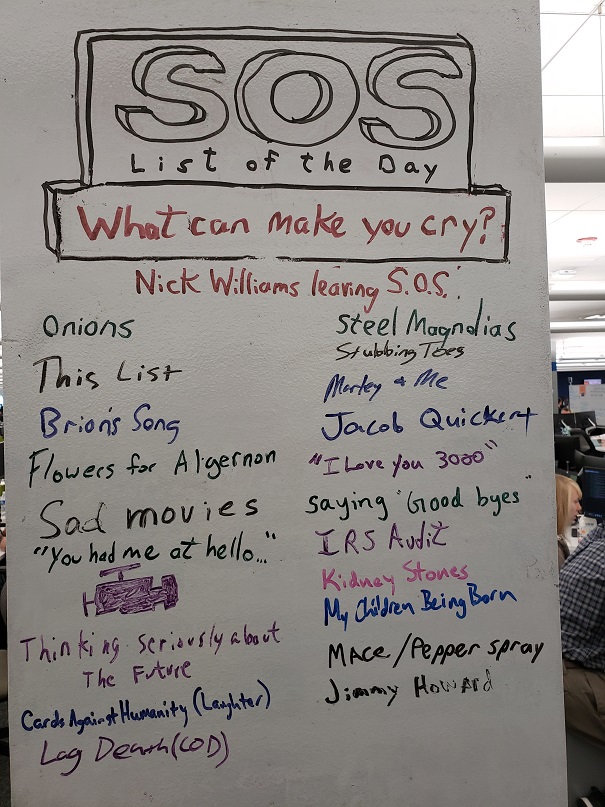 SOS
List of the Day
What can make you cry?
Nick Williams leaving S.O.S.
Onions
This List
Brion's Song
Flowers for Algernon
Sad movies
"You had me at hello..."
Thinking seriously about
The Future
Cards Against Humanity (Laughter)
Lag Death (COD)
Steel Magnolias
Stubbing Toes
Marley & Me
Jacob Quickert
"I Love You 3000"
saying "Good byes"
IRS Audit
Kidney Stones
My Children Being Born
Mace/Pepper spray
Jimmy Howard